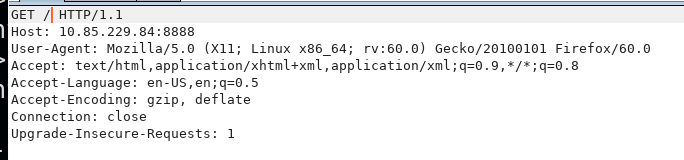 GET / HTTP/1.1
Host: 10.85.229.84:8888
User-Agent: Mozilla/5.0 (X11; Linux x86_64; rv:60.0) Gecko/20100101 Firefox/60.0
Accept: text/html,application/xhtml+xml,application/xml;q=0.9,*/*;q=0.8
Accept-Language: en-US,en;q=0.5
Accept-Encoding: gzip, deflate
Connection: close
Upgrade-Insecure-Requests: 1